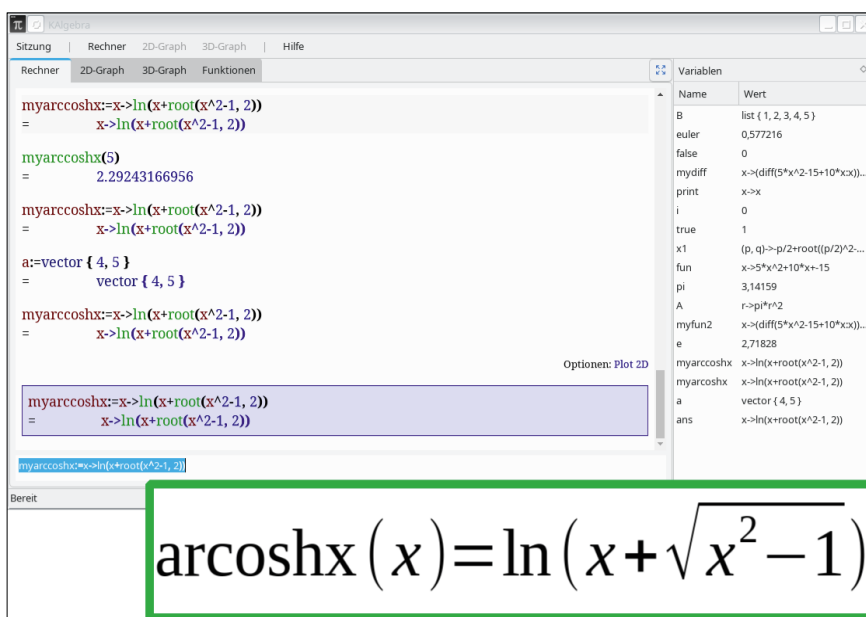 π KAlgebra
Sitzung | Rechner 2D-Graph 3D-Graph | Hilfe
Rechner 2D-Graph 3D-Graph Funktionen
myarccoshx:=x->ln(x+root(x^2-1, 2))
= x->ln(x+root(x^2-1, 2))
myarccoshx(5)
= 2.29243166956
myarccoshx:=x->ln(x+root(x^2-1, 2))
= x->ln(x+root(x^2-1, 2))
a:=vector { 4, 5 }
= vector { 4, 5 }
myarccoshx:=x->ln(x+root(x^2-1, 2))
= x->ln(x+root(x^2-1, 2))
Optionen: Plot 2D
myarccoshx:=x->ln(x+root(x^2-1, 2))
= x->ln(x+root(x^2-1, 2))
myarccoshx:=x->ln(x+root(x^2-1, 2))
Bereit
Variablen
Name Wert
B list { 1, 2, 3, 4, 5 }
euler 0,577216
false 0
mydiff x->(diff(5*x^2-15+10*x:x))...
print x->x
i 0
true 1
x1 (p, q)->-p/2+root((p/2)^2-...
fun x->5*x^2+10*x+-15
pi 3,14159
A r->pi*r^2
myfun2 x->(diff(5*x^2-15+10*x:x))...
e 2,71828
myarccoshx x->ln(x+root(x^2-1, 2))
myarcoshx x->ln(x+root(x^2-1, 2))
a vector { 4, 5 }
ans x->ln(x+root(x^2-1, 2))
arcoshx(x)=ln(x+√x²−1)